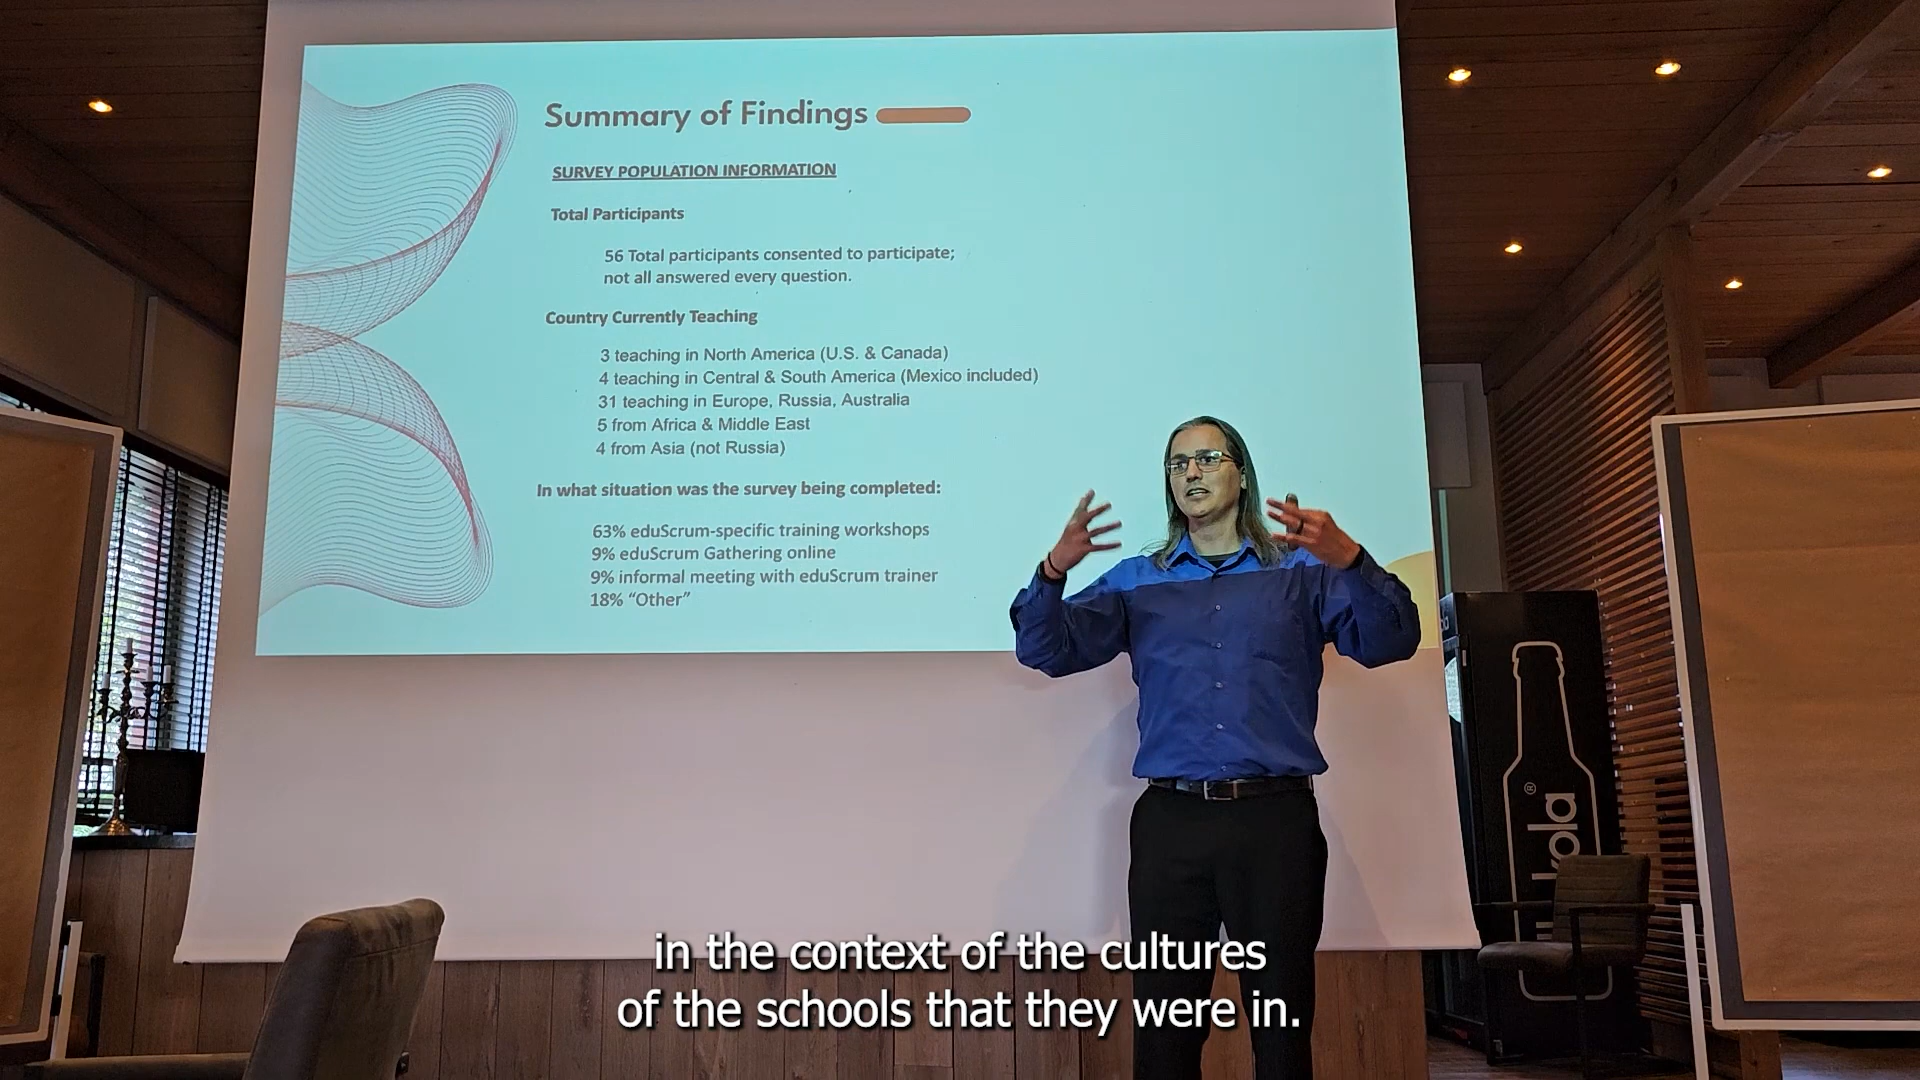 Summary of Findings
SURVEY POPULATION INFORMATION
Total Participants
56 Total participants consented to participate;
not all answered every question.
Country Currently Teaching
3 teaching in North America (U.S. & Canada)
4 teaching in Central & South America (Mexico included)
31 teaching in Europe, Russia, Australia
5 from Africa & Middle East
4 from Asia (not Russia)
In what situation was the survey being completed:
63% eduScrum-specific training workshops
9% eduScrum Gathering online
9% informal meeting with eduScrum trainer
18% “Other”
in the context of the cultures
of the schools that they were in.